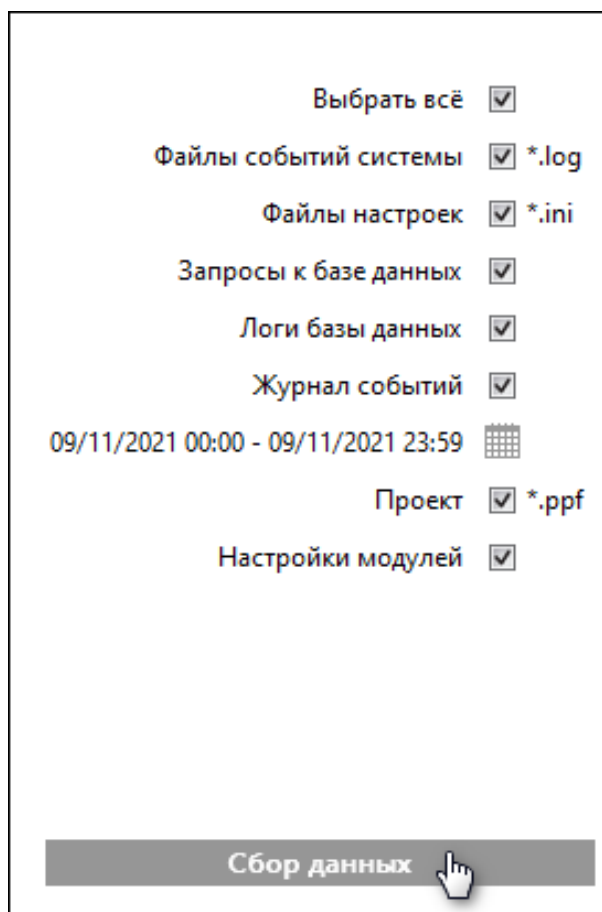 Выбрать всё
Файлы событий системы *.log
Файлы настроек *.ini
Запросы к базе данных
Логи базы данных
Журнал событий
09/11/2021 00:00 - 09/11/2021 23:59
Проект *.ppf
Настройки модулей
Сбор данных